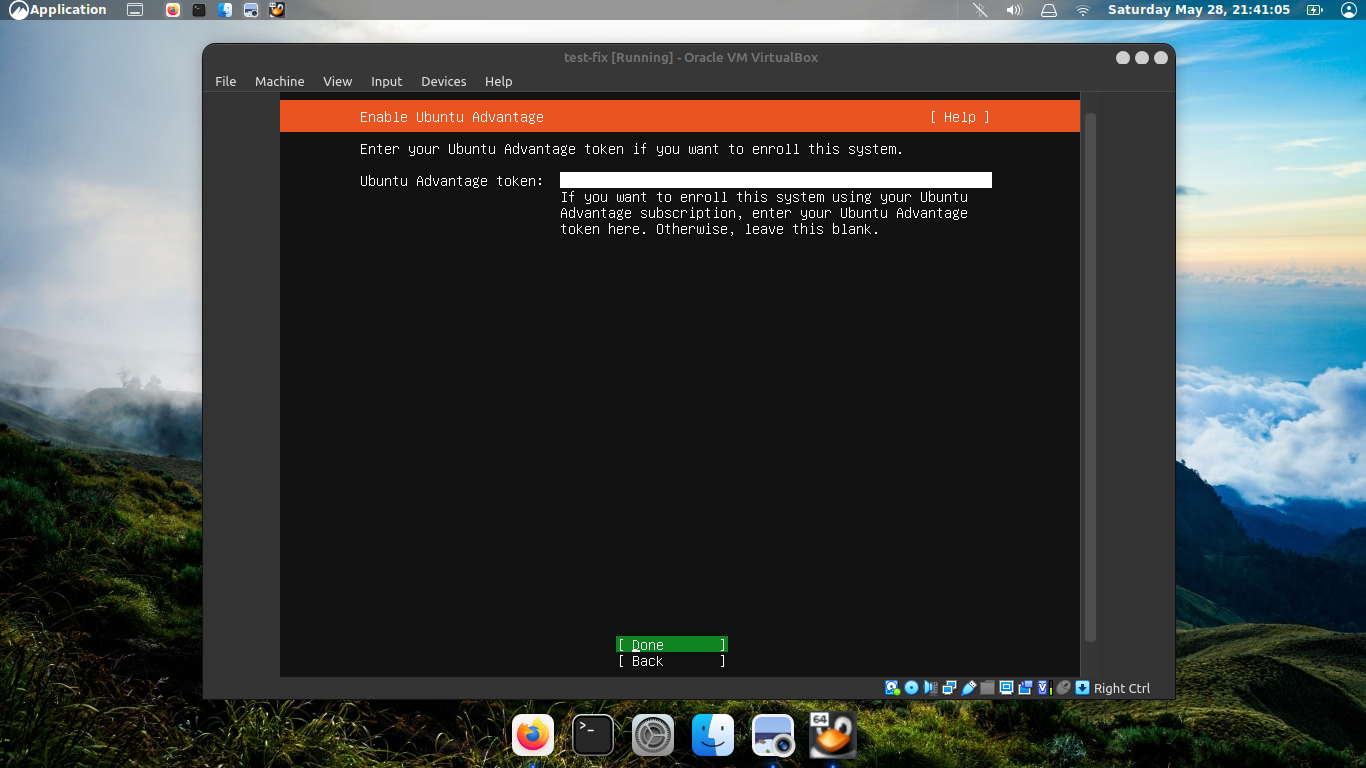 Application
Saturday May 28, 21:41:05
test-fix [Running] - Oracle VM VirtualBox
File Machine View Input Devices Help
Enable Ubuntu Advantage [ Help ]
Enter your Ubuntu Advantage token if you want to enroll this system.
Ubuntu Advantage token:
If you want to enroll this system using your Ubuntu
Advantage subscription, enter your Ubuntu Advantage
token here. Otherwise, leave this blank.
[ Done ]
[ Back ]
Right Ctrl
>_
64